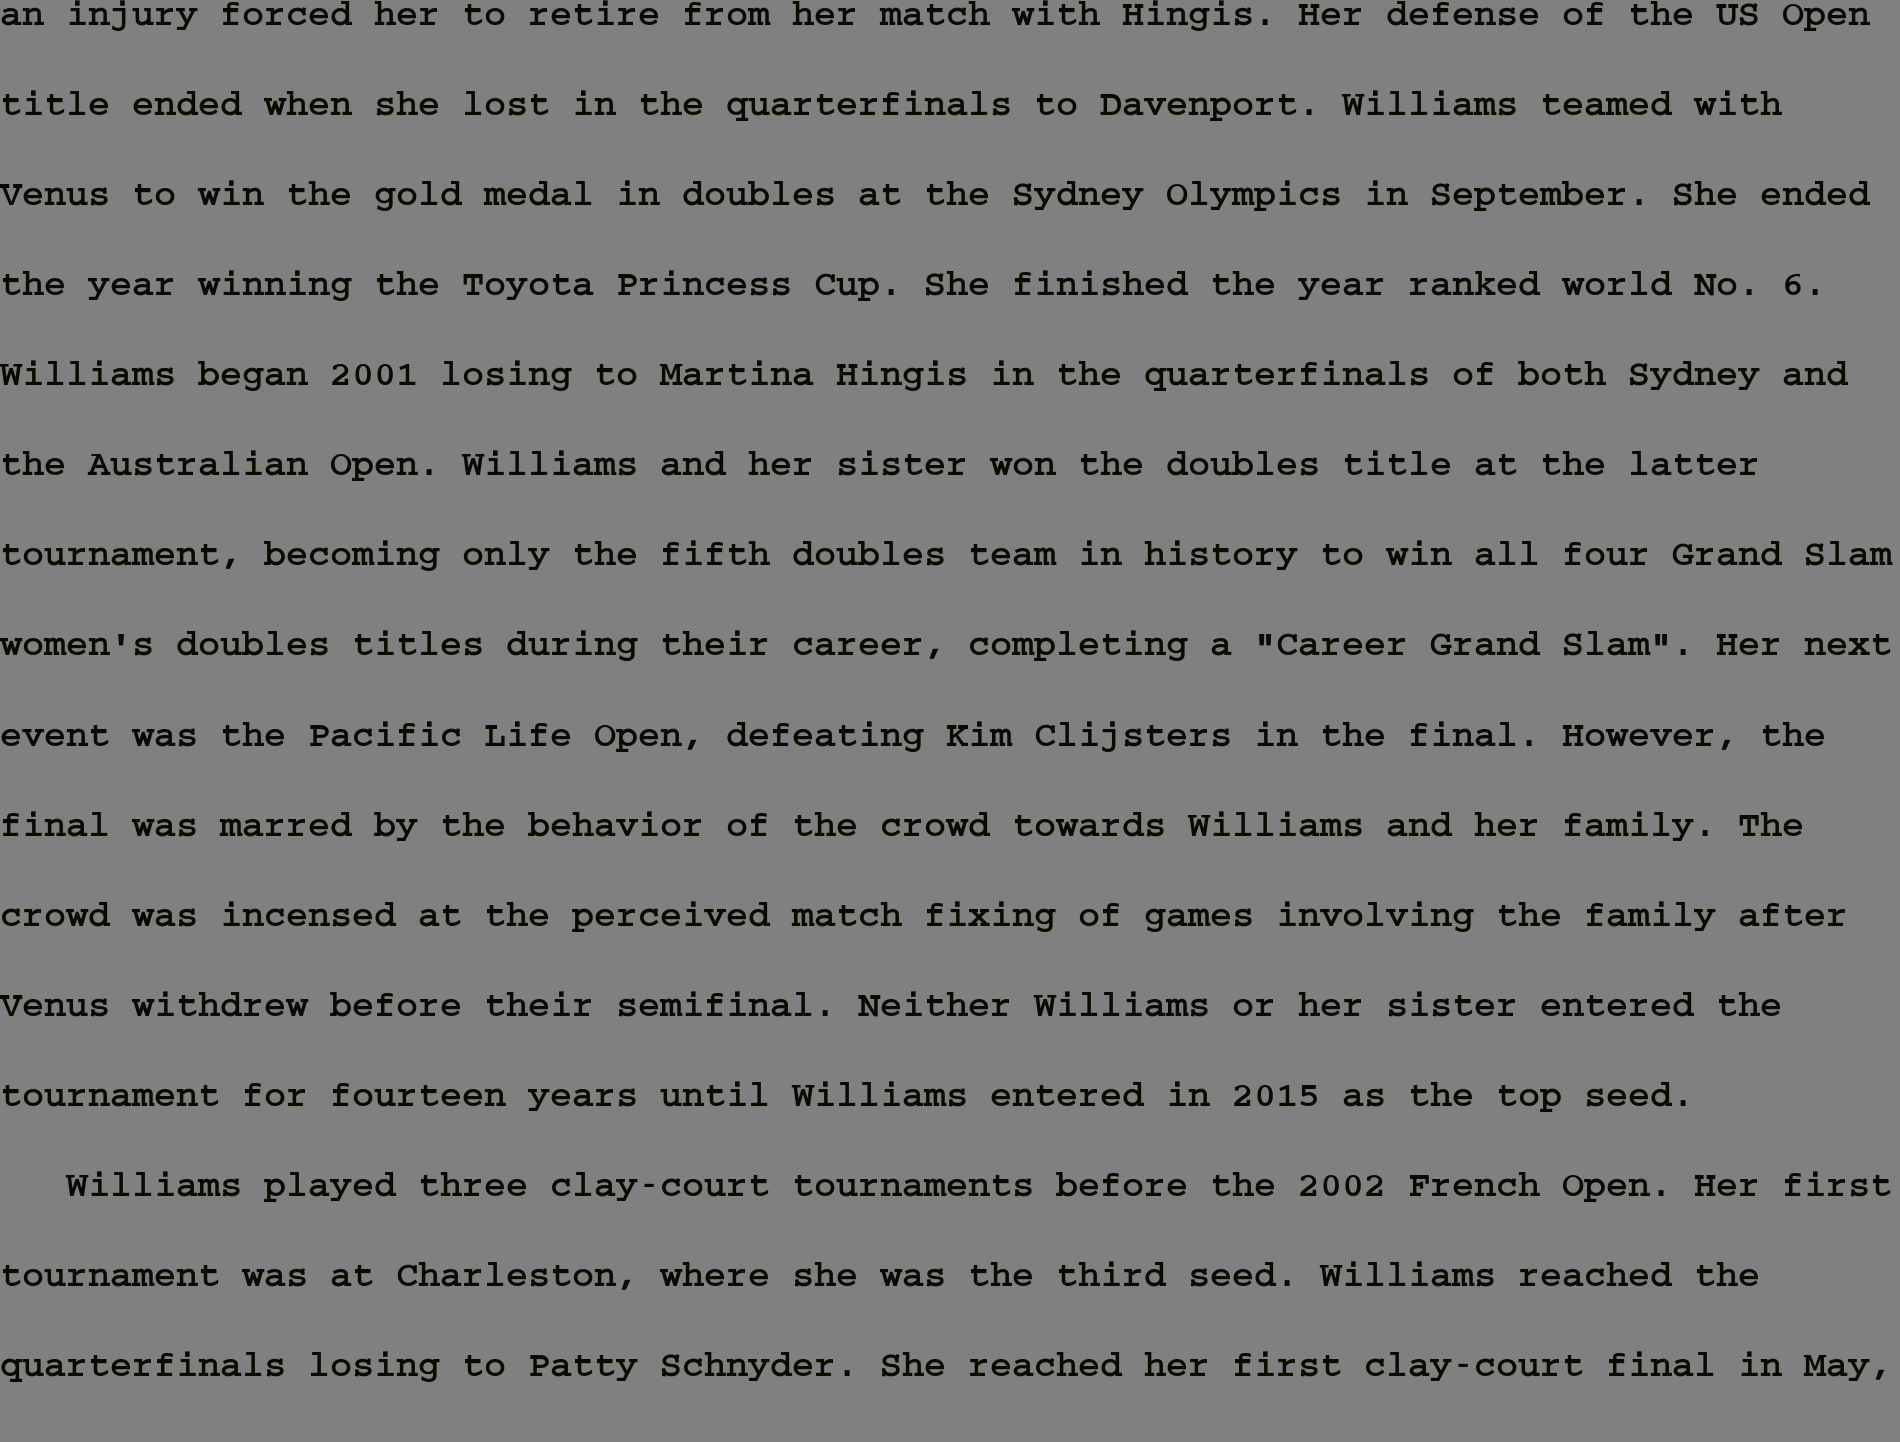 an injury forced her to retire from her match with Hingis. Her defense of the US Open
title ended when she lost in the quarterfinals to Davenport. Williams teamed with
Venus to win the gold medal in doubles at the Sydney Olympics in September. She ended
the year winning the Toyota Princess Cup. She finished the year ranked world No. 6.
Williams began 2001 losing to Martina Hingis in the quarterfinals of both Sydney and
the Australian Open. Williams and her sister won the doubles title at the latter
tournament, becoming only the fifth doubles team in history to win all four Grand Slam
women's doubles titles during their career, completing a "Career Grand Slam". Her next
event was the Pacific Life Open, defeating Kim Clijsters in the final. However, the
final was marred by the behavior of the crowd towards Williams and her family. The
crowd was incensed at the perceived match fixing of games involving the family after
Venus withdrew before their semifinal. Neither Williams or her sister entered the
tournament for fourteen years until Williams entered in 2015 as the top seed.
Williams played three clay-court tournaments before the 2002 French Open. Her first
tournament was at Charleston, where she was the third seed. Williams reached the
quarterfinals losing to Patty Schnyder. She reached her first clay-court final in May,